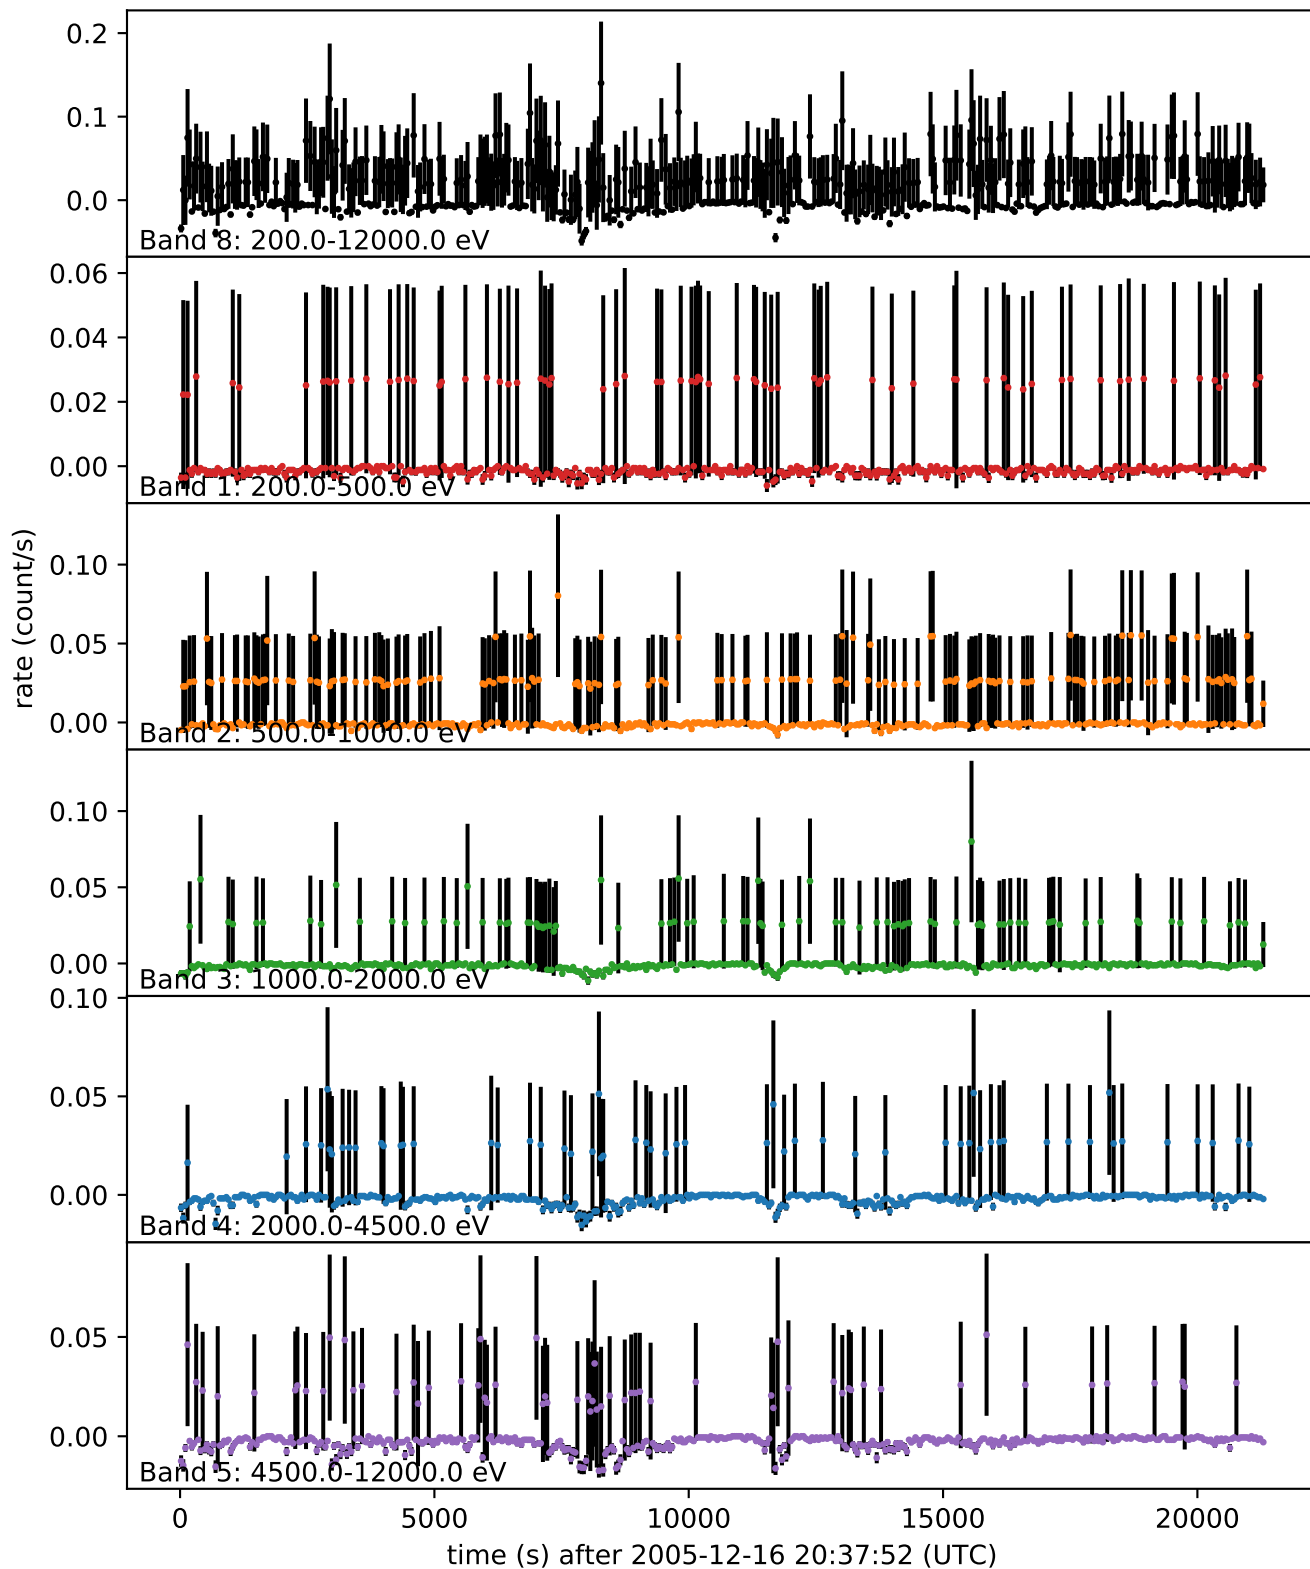 0.2
0.1
0.0
Band 8: 200.0-12000.0 eV
0.06
0.04
0.02
0.00
Band 1: 200.0-500.0 eV
rate (count/s)
0.10
0.05
0.00
Band 2: 500.0-1000.0 eV
0.10
0.05
0.00
Band 3: 1000.0-2000.0 eV
0.10
0.05
0.00
Band 4: 2000.0-4500.0 eV
0.05
0.00
Band 5: 4500.0-12000.0 eV
0 5000 10000 15000 20000
time (s) after 2005-12-16 20:37:52 (UTC)